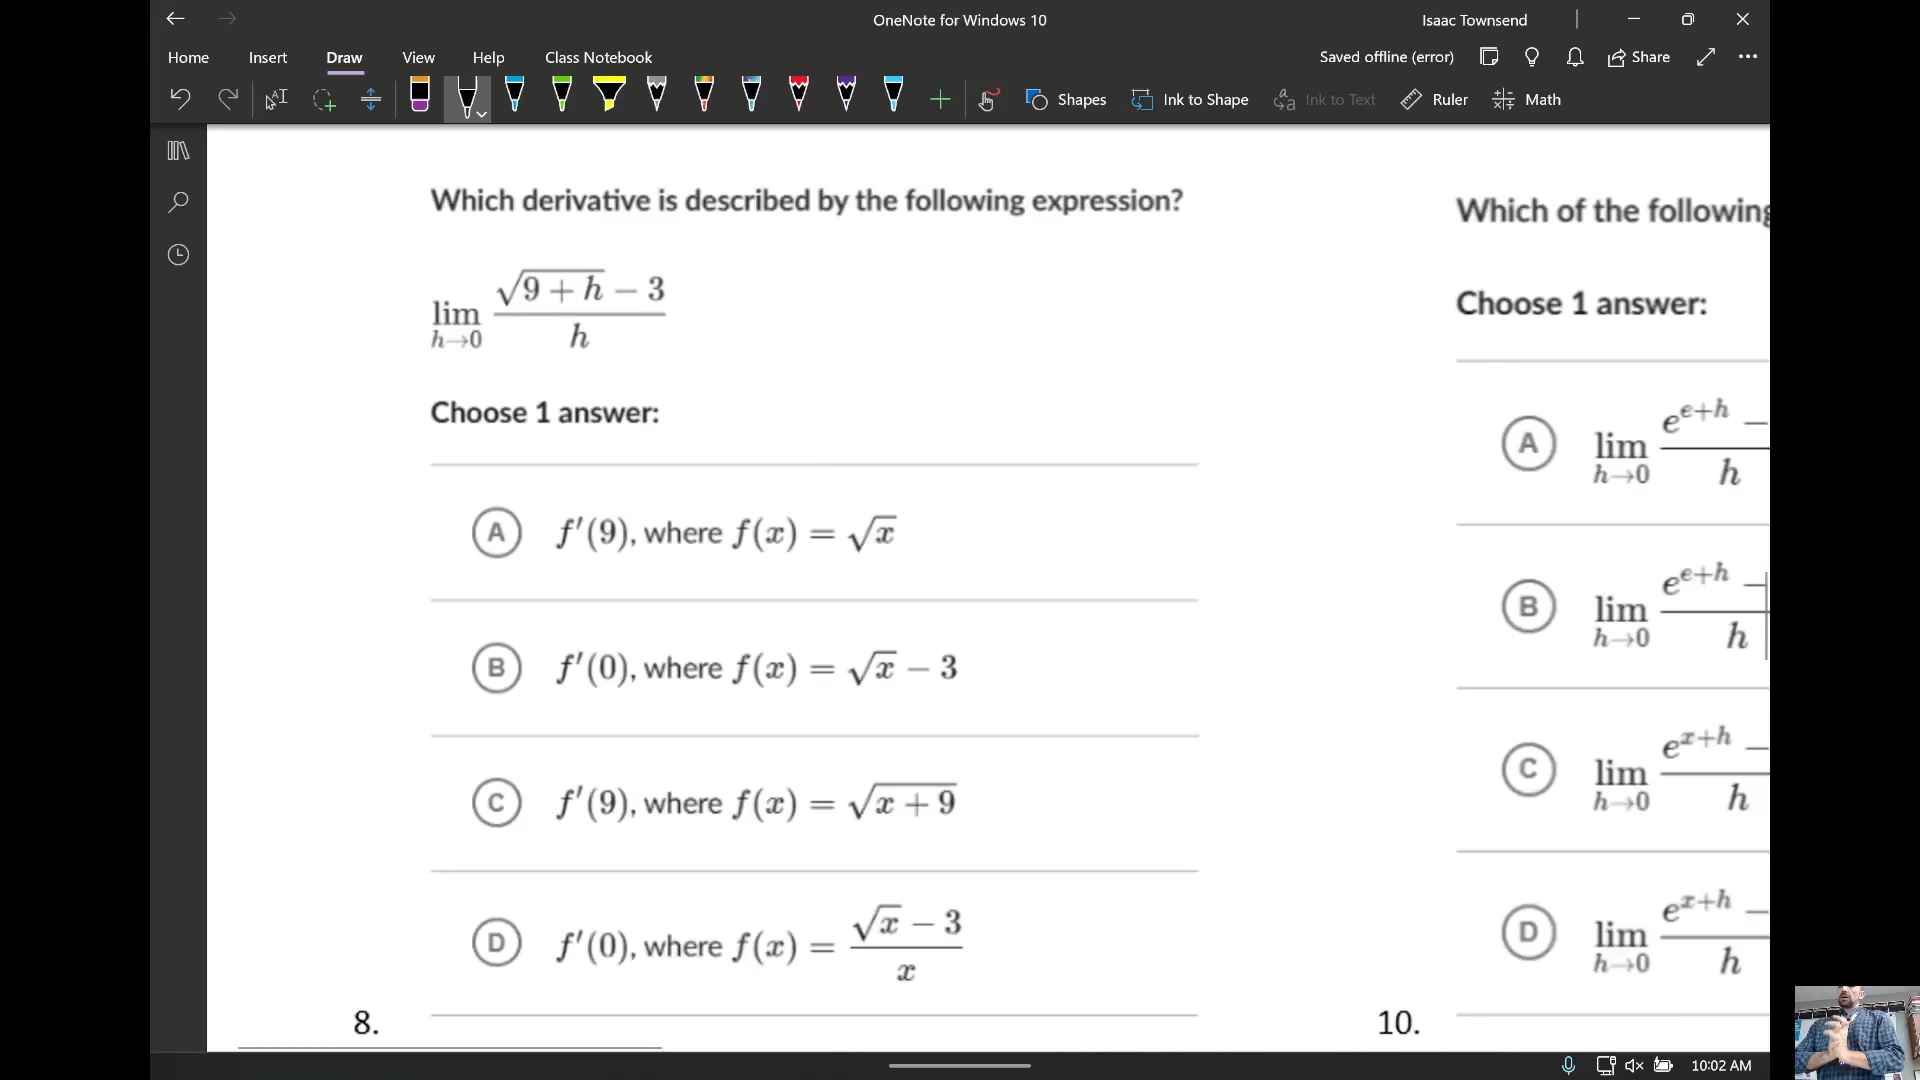 OneNote for Windows 10
Isaac Townsend
Home Insert Draw View Help Class Notebook
Saved offline (error)
Share
Shapes
Ink to Shape
Ink to Text
Ruler
Math
Which derivative is described by the following expression?
lim h→0 (√(9 + h) − 3) / h
Choose 1 answer:
A f′(9), where f(x) = √x
B f′(0), where f(x) = √x − 3
C f′(9), where f(x) = √(x + 9)
D f′(0), where f(x) = (√x − 3) / x
8.
Which of the following
Choose 1 answer:
A lim h→0 e^(e+h) − / h
B lim h→0 e^(e+h) − / h
C lim h→0 e^(x+h) − / h
D lim h→0 e^(x+h) − / h
10.
10:02 AM